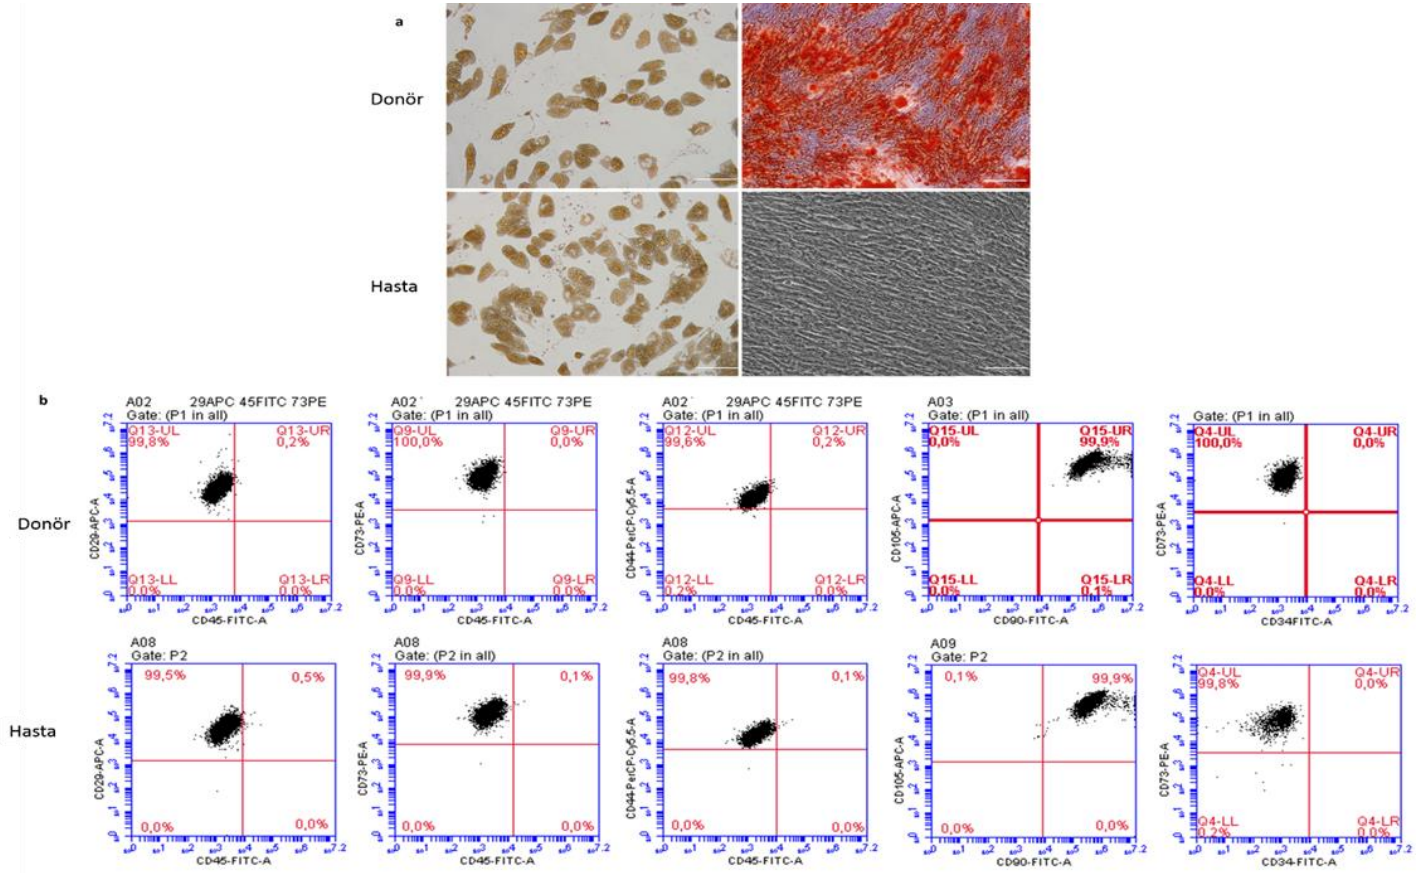 a
Donör
Hasta
b
A02 29APC 45FITC 73PE
Gate: (P1 in all)
Q13-UL Q13-UR
99,8% 0,2%
Q13-LL Q13-LR
0,0% 0,0%
CD29-APC-A
CD45-FITC-A
A02 29APC 45FITC 73PE
Gate: (P1 in all)
Q9-UL Q9-UR
100,0% 0,0%
Q9-LL Q9-LR
0,0% 0,0%
CD73-PE-A
CD45-FITC-A
A02 29APC 45FITC 73PE
Gate: (P1 in all)
Q12-UL Q12-UR
99,6% 0,2%
Q12-LL Q12-LR
0,2% 0,0%
CD44-PerCP-Cy5.5-A
CD45-FITC-A
A03
Gate: (P1 in all)
Q15-UL Q15-UR
0,0% 99,9%
Q15-LL Q15-LR
0,0% 0,1%
CD105-APC-A
CD90-FITC-A
Gate: (P1 in all)
Q4-UL Q4-UR
100,0% 0,0%
Q4-LL Q4-LR
0,0% 0,0%
CD73-PE-A
CD34-FITC-A
Donör
A08
Gate: P2
99,5% 0,5%
0,0% 0,0%
CD29-APC-A
CD45-FITC-A
A08
Gate: (P2 in all)
99,9% 0,1%
0,0% 0,0%
CD73-PE-A
CD45-FITC-A
A08
Gate: (P2 in all)
99,8% 0,1%
0,0% 0,0%
CD44-PerCP-Cy5.5-A
CD45-FITC-A
A09
Gate: P2
0,1% 99,9%
0,0% 0,0%
CD105-APC-A
CD90-FITC-A
Q4-UL Q4-UR
99,8% 0,0%
Q4-LL Q4-LR
0,2% 0,0%
CD73-PE-A
CD34-FITC-A
Hasta